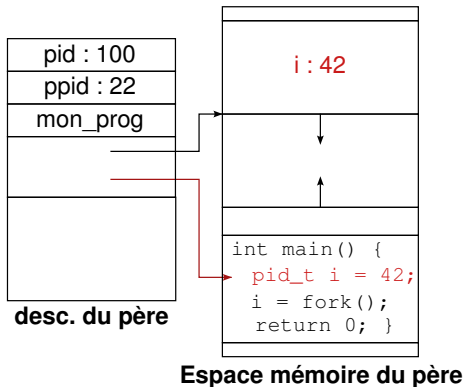 pid : 100
ppid : 22
mon_prog
desc. du père
i : 42
int main() {
pid_t i = 42;
i = fork();
return 0; }
Espace mémoire du père